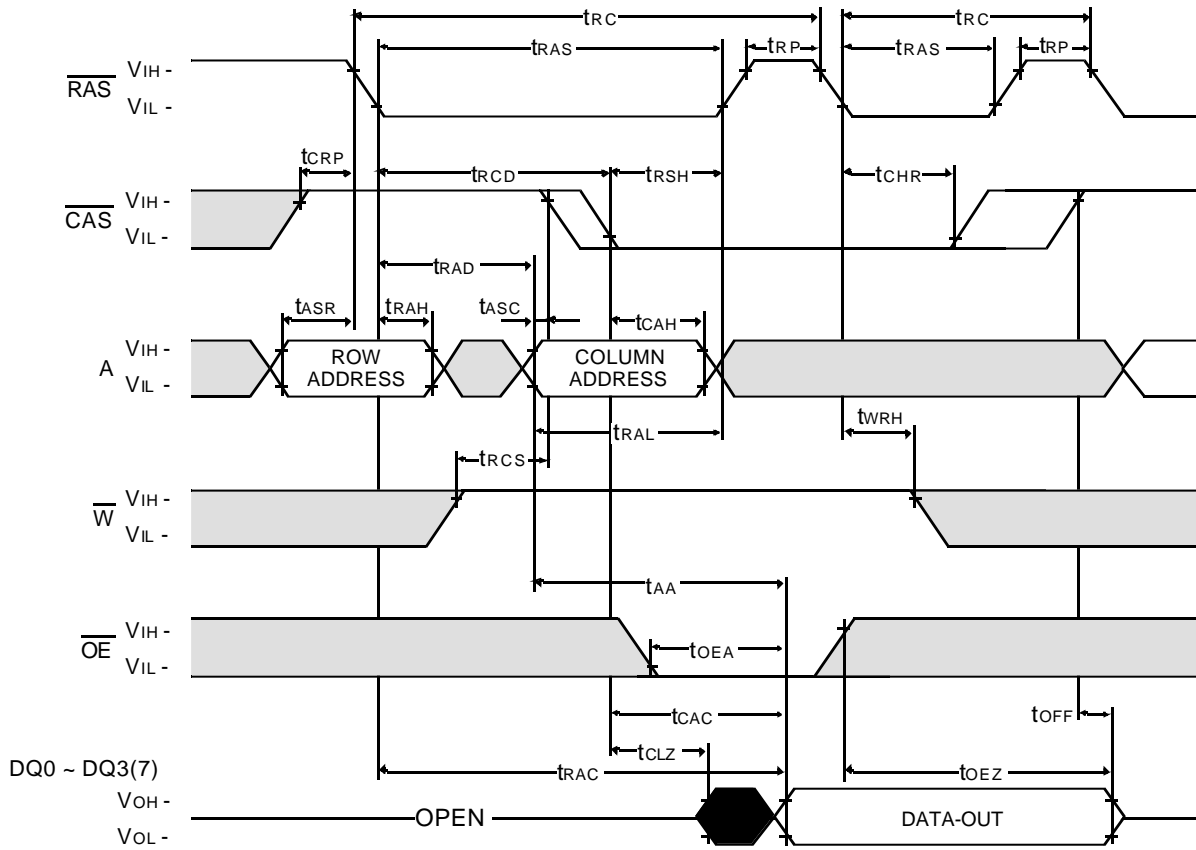 tRC tRC
tRAS tRP tRAS tRP
RAS VIH -
VIL -
tCRP tRCD tRSH tCHR
CAS VIH -
VIL -
tRAD
tASR tRAH tASC tCAH
A VIH -
VIL -
ROW ADDRESS
COLUMN ADDRESS
tRAL tWRH
tRCS
W VIH -
VIL -
tAA
OE VIH -
VIL -
tOEA
tCAC tOFF
tCLZ
DQ0 ~ DQ3(7)
tRAC tOEZ
VOH -
VOL -
OPEN DATA-OUT